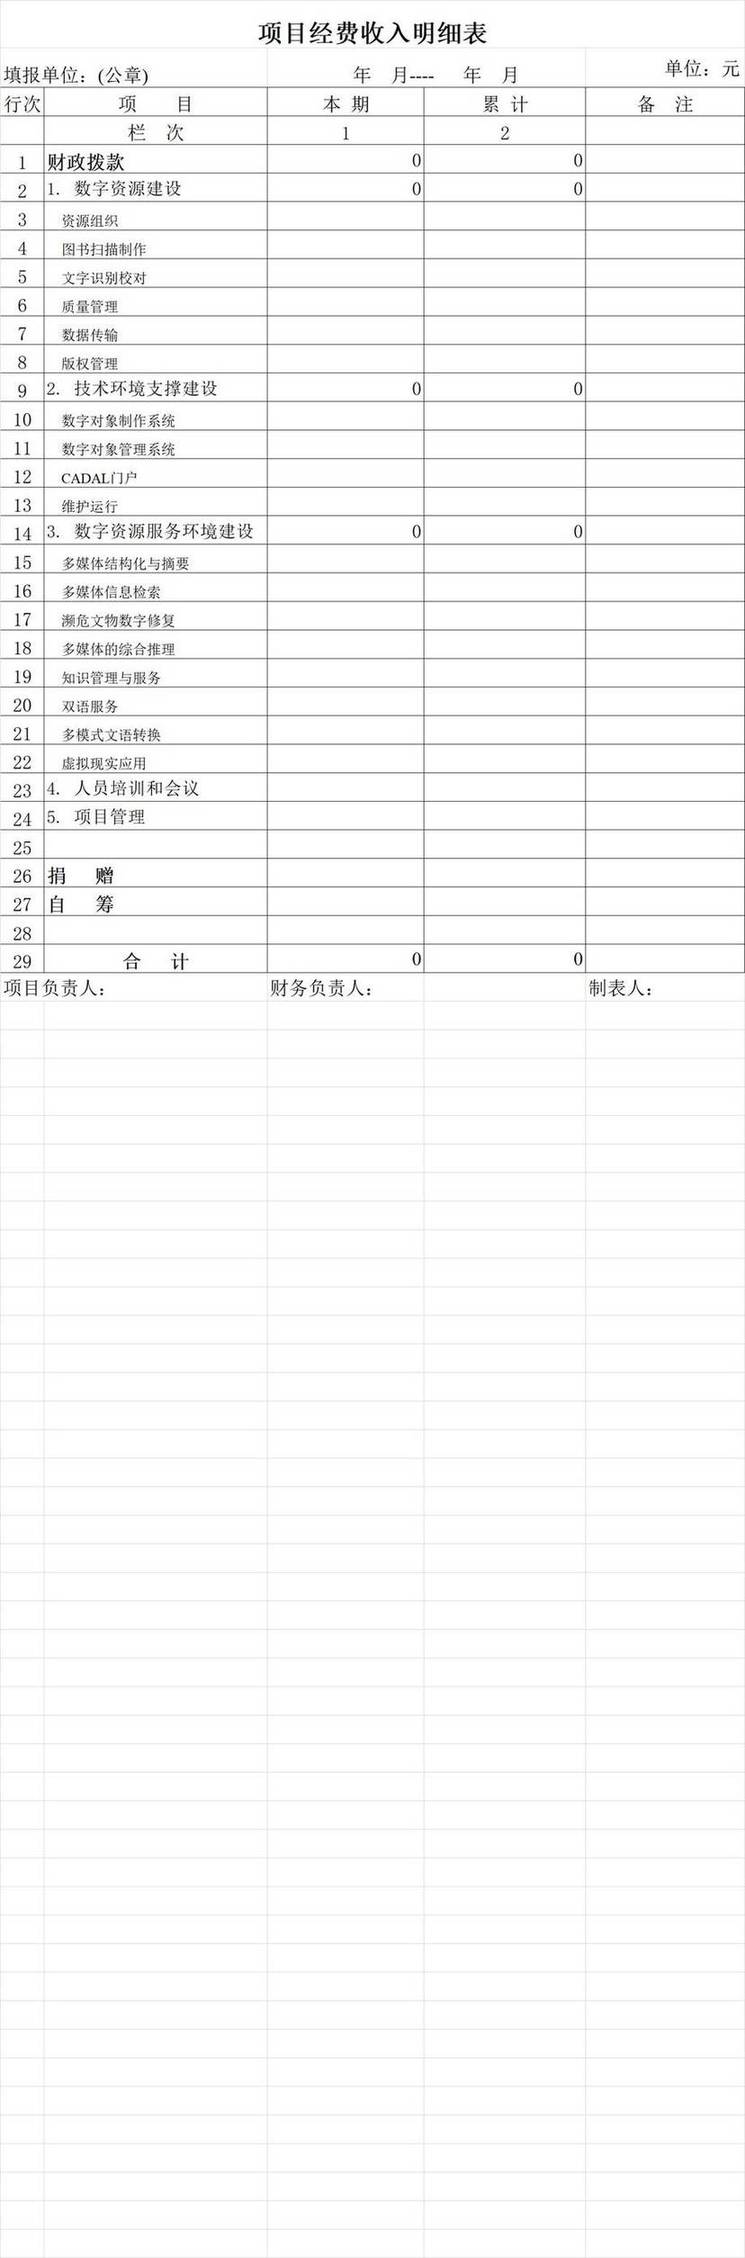 项目经费收入明细表
填报单位：(公章) 年 月---- 年 月 单位：元
行次 项 目 本 期 累 计 备 注
栏 次 1 2
1 财政拨款 0 0
2 1. 数字资源建设 0 0
3 资源组织
4 图书扫描制作
5 文字识别校对
6 质量管理
7 数据传输
8 版权管理
9 2. 技术环境支撑建设 0 0
10 数字对象制作系统
11 数字对象管理系统
12 CADAL门户
13 维护运行
14 3. 数字资源服务环境建设 0 0
15 多媒体结构化与摘要
16 多媒体信息检索
17 濒危文物数字修复
18 多媒体的综合推理
19 知识管理与服务
20 双语服务
21 多模式文语转换
22 虚拟现实应用
23 4. 人员培训和会议
24 5. 项目管理
25
26 捐 赠
27 自 筹
28
29 合 计 0 0
项目负责人： 财务负责人： 制表人：